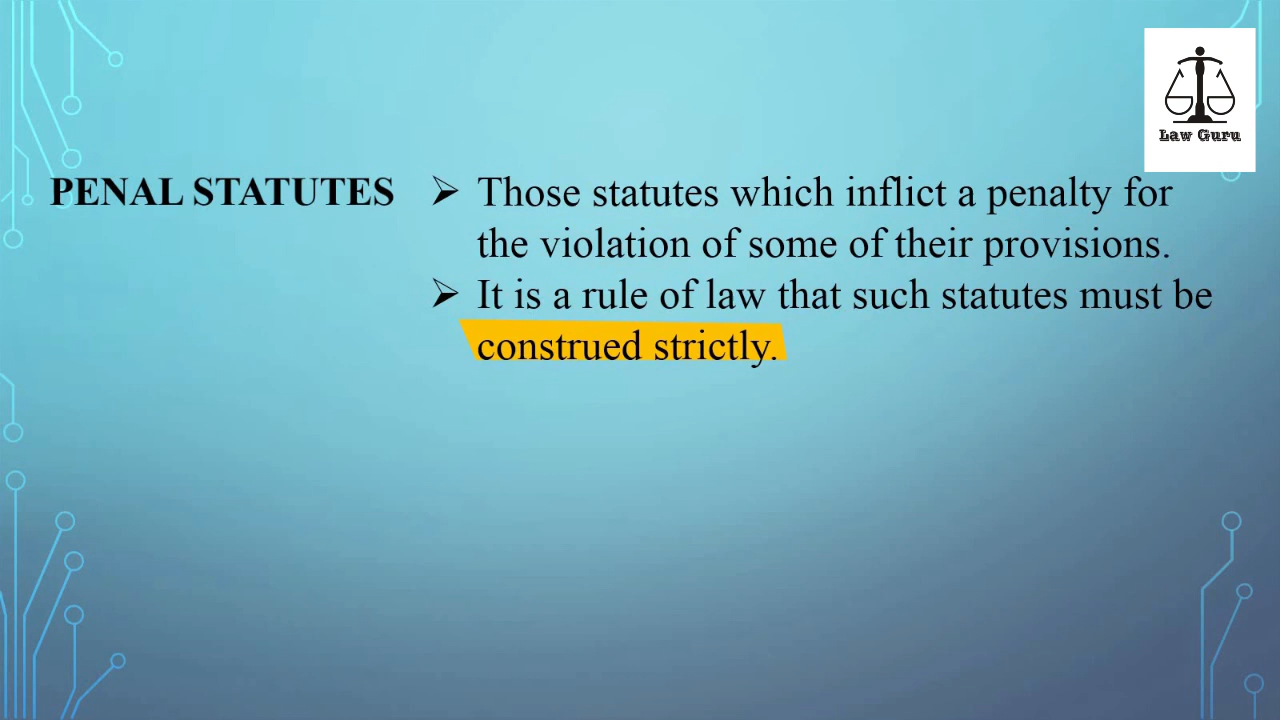 Law Guru
PENAL STATUTES
➢ Those statutes which inflict a penalty for
the violation of some of their provisions.
➢ It is a rule of law that such statutes must be
construed strictly.